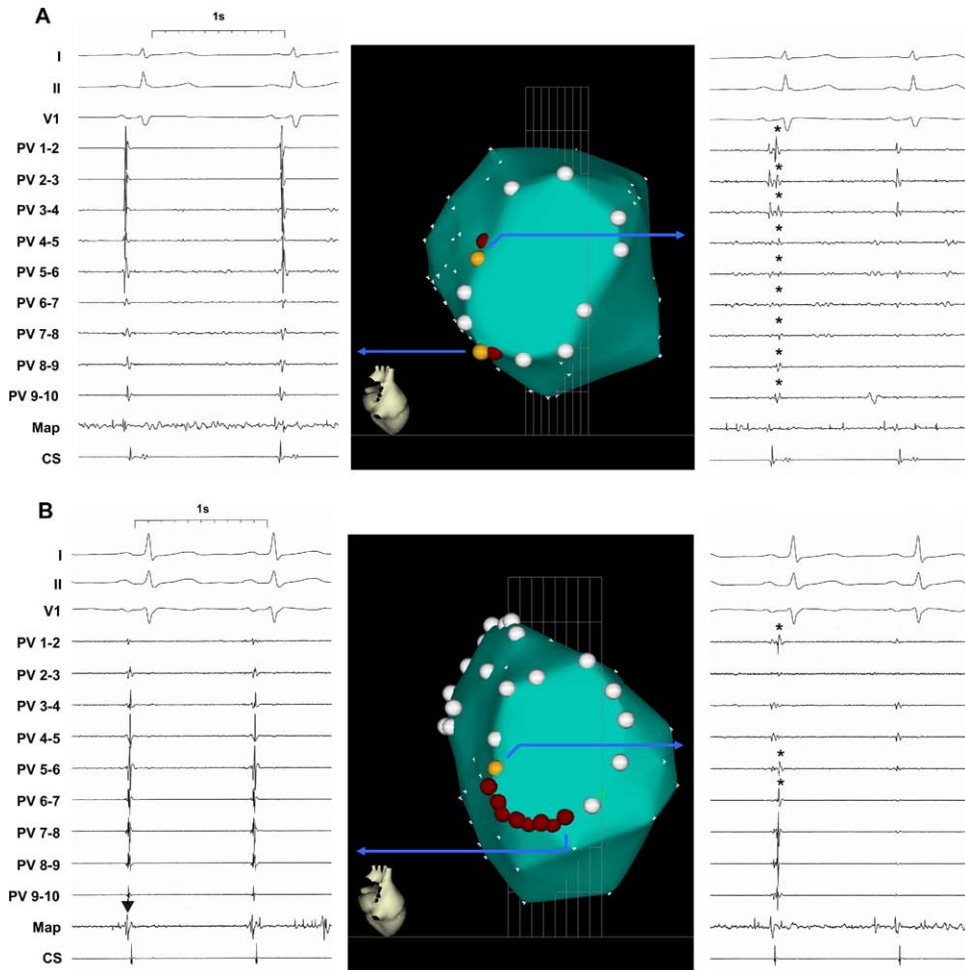 A
1s
I
II
V1
PV 1-2
PV 2-3
PV 3-4
PV 4-5
PV 5-6
PV 6-7
PV 7-8
PV 8-9
PV 9-10
Map
CS
*
*
*
*
*
*
*
*
*
B
1s
I
II
V1
PV 1-2
PV 2-3
PV 3-4
PV 4-5
PV 5-6
PV 6-7
PV 7-8
PV 8-9
PV 9-10
Map
CS
*
*
*